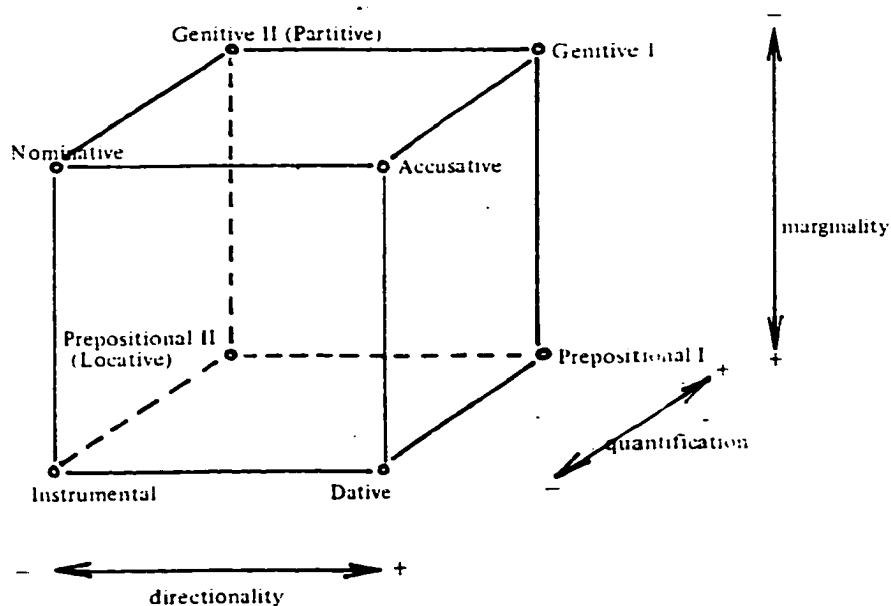 Genitive II (Partitive)
Genitive I
Nominative
Accusative
marginality
Prepositional II
(Locative)
Prepositional I
quantification
Instrumental
Dative
directionality
−
+
+
−
−
+